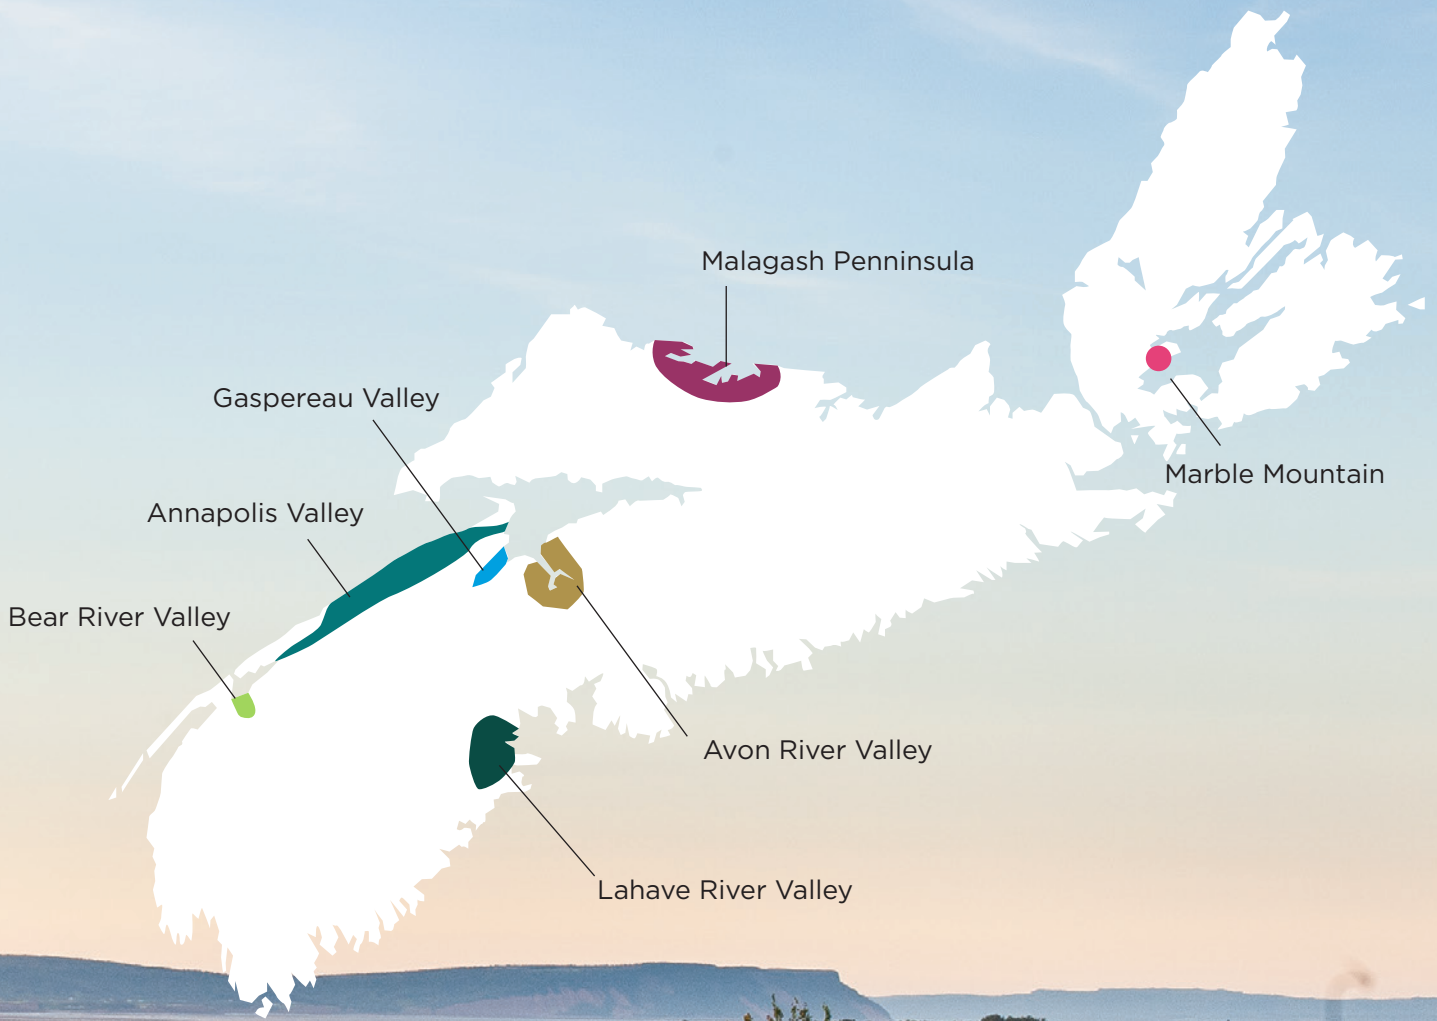 Malagash Penninsula
Gaspereau Valley
Marble Mountain
Annapolis Valley
Bear River Valley
Avon River Valley
Lahave River Valley